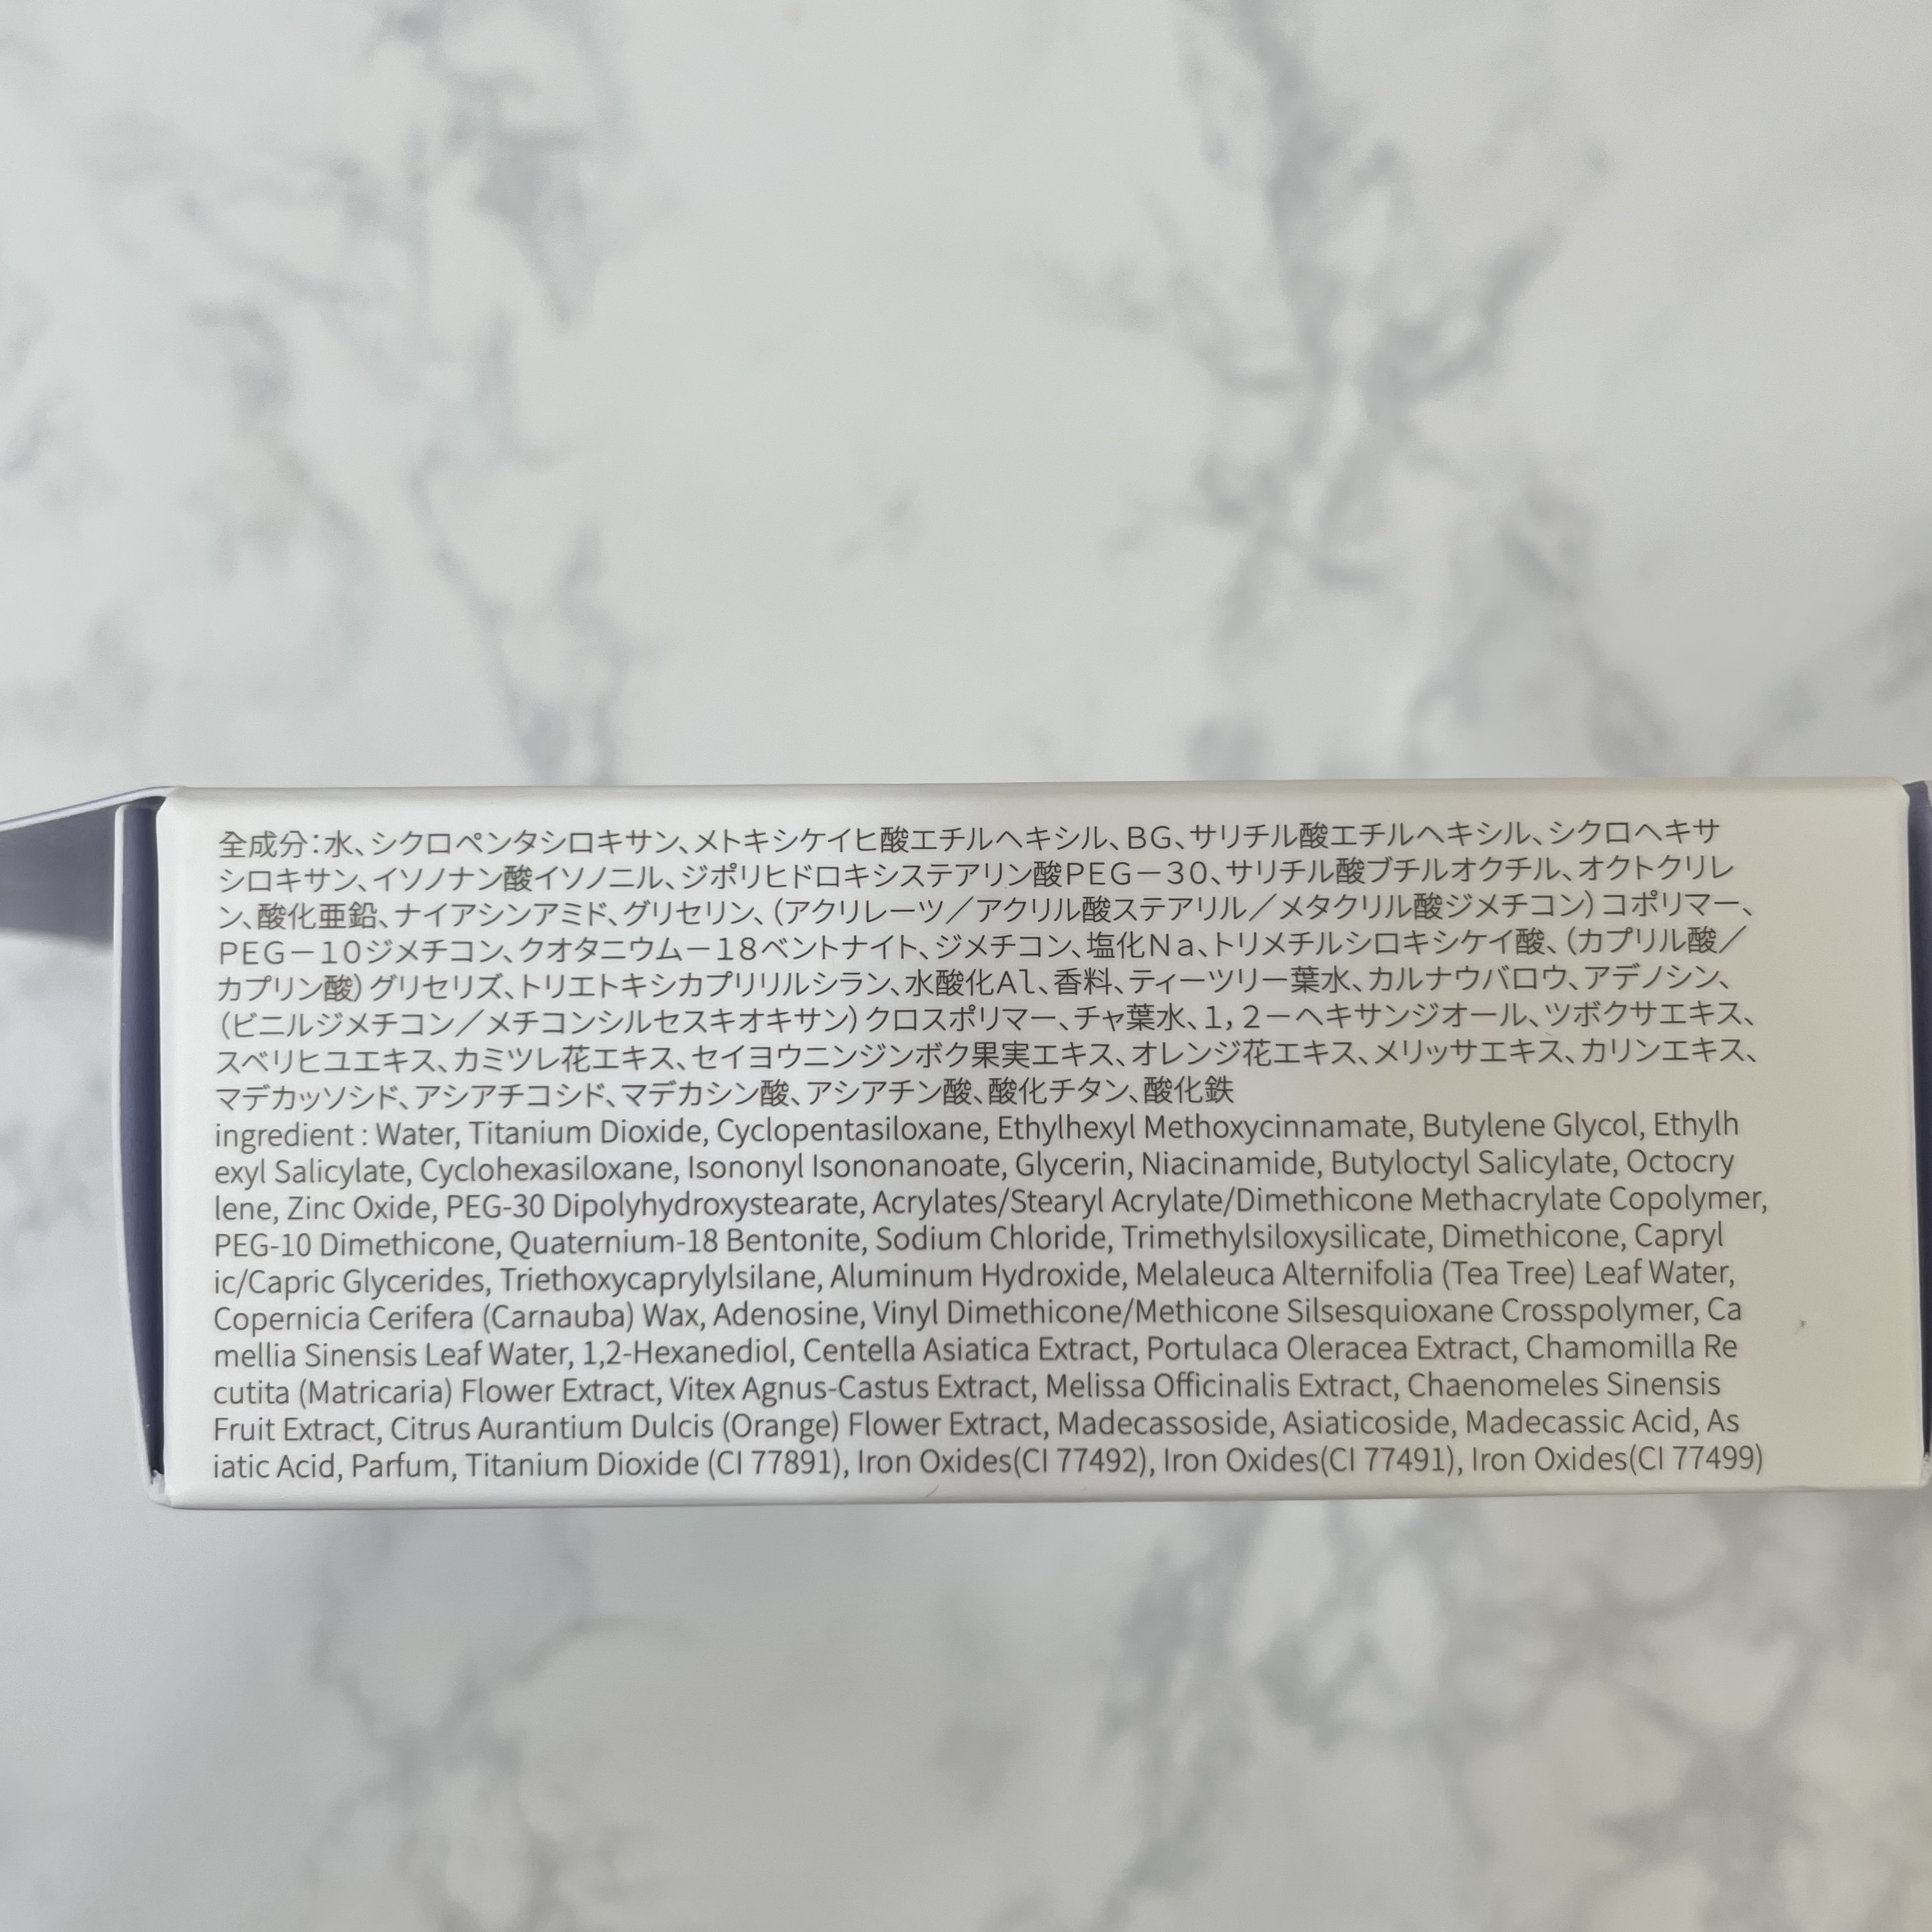 全成分：水、シクロペンタシロキサン、メトキシケイヒ酸エチルヘキシル、BG、サリチル酸エチルヘキシル、シクロヘキサ
シロキサン、イソノナン酸イソノニル、ジポリヒドロキシステアリン酸PEG－30、サリチル酸ブチルオクチル、オクトクリレ
ン、酸化亜鉛、ナイアシンアミド、グリセリン、（アクリレーツ／アクリル酸ステアリル／メタクリル酸ジメチコン）コポリマー、
PEG－10ジメチコン、クオタニウム－18ベントナイト、ジメチコン、塩化Na、トリメチルシロキシケイ酸、（カプリル酸／
カプリン酸）グリセリズ、トリエトキシカプリリルシラン、水酸化Al、香料、ティーツリー葉水、カルナウバロウ、アデノシン、
（ビニルジメチコン／メチコンシルセスキオキサン）クロスポリマー、チャ葉水、1，2－ヘキサンジオール、ツボクサエキス、
スベリヒユエキス、カミツレ花エキス、セイヨウニンジンボク果実エキス、オレンジ花エキス、メリッサエキス、カリンエキス、
マデカッソシド、アシアチコシド、マデカシン酸、アシアチン酸、酸化チタン、酸化鉄
ingredient : Water, Titanium Dioxide, Cyclopentasiloxane, Ethylhexyl Methoxycinnamate, Butylene Glycol, Ethylh
exyl Salicylate, Cyclohexasiloxane, Isononyl Isononanoate, Glycerin, Niacinamide, Butyloctyl Salicylate, Octocry
lene, Zinc Oxide, PEG-30 Dipolyhydroxystearate, Acrylates/Stearyl Acrylate/Dimethicone Methacrylate Copolymer,
PEG-10 Dimethicone, Quaternium-18 Bentonite, Sodium Chloride, Trimethylsiloxysilicate, Dimethicone, Capryl
ic/Capric Glycerides, Triethoxycaprylylsilane, Aluminum Hydroxide, Melaleuca Alternifolia (Tea Tree) Leaf Water,
Copernicia Cerifera (Carnauba) Wax, Adenosine, Vinyl Dimethicone/Methicone Silsesquioxane Crosspolymer, Ca
mellia Sinensis Leaf Water, 1,2-Hexanediol, Centella Asiatica Extract, Portulaca Oleracea Extract, Chamomilla Re
cutita (Matricaria) Flower Extract, Vitex Agnus-Castus Extract, Melissa Officinalis Extract, Chaenomeles Sinensis
Fruit Extract, Citrus Aurantium Dulcis (Orange) Flower Extract, Madecassoside, Asiaticoside, Madecassic Acid, As
iatic Acid, Parfum, Titanium Dioxide (CI 77891), Iron Oxides(CI 77492), Iron Oxides(CI 77491), Iron Oxides(CI 77499)